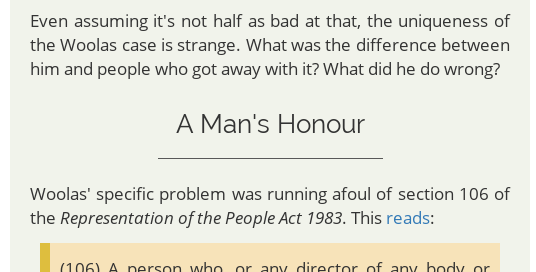 Even assuming it's not half as bad at that, the uniqueness of
the Woolas case is strange. What was the difference between
him and people who got away with it? What did he do wrong?
A Man's Honour
Woolas' specific problem was running afoul of section 106 of
the Representation of the People Act 1983. This reads:
(106) A person who, or any director of any body or